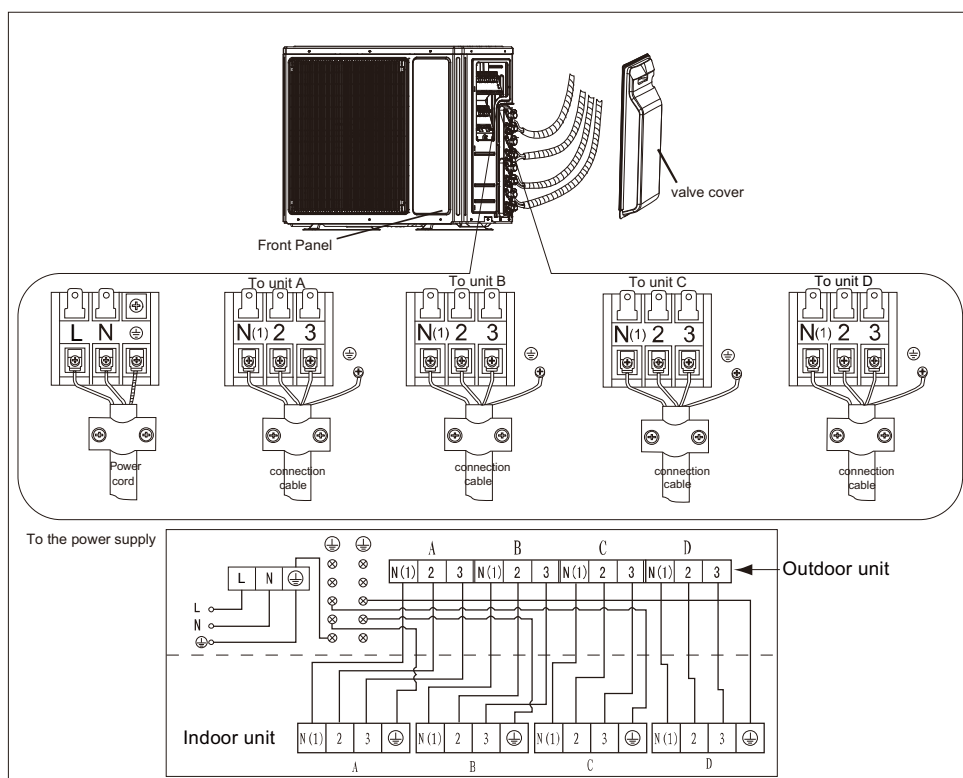 valve cover
Front Panel
To unit A
To unit B
To unit C
To unit D
L N
N(1) 2 3
N(1) 2 3
N(1) 2 3
N(1) 2 3
Power
cord
connection
cable
connection
cable
connection
cable
connection
cable
To the power supply
A B C D
L N
N(1) 2 3 N(1) 2 3 N(1) 2 3 N(1) 2 3
Outdoor unit
L
N
Indoor unit
N(1) 2 3 N(1) 2 3 N(1) 2 3 N(1) 2 3
A B C D